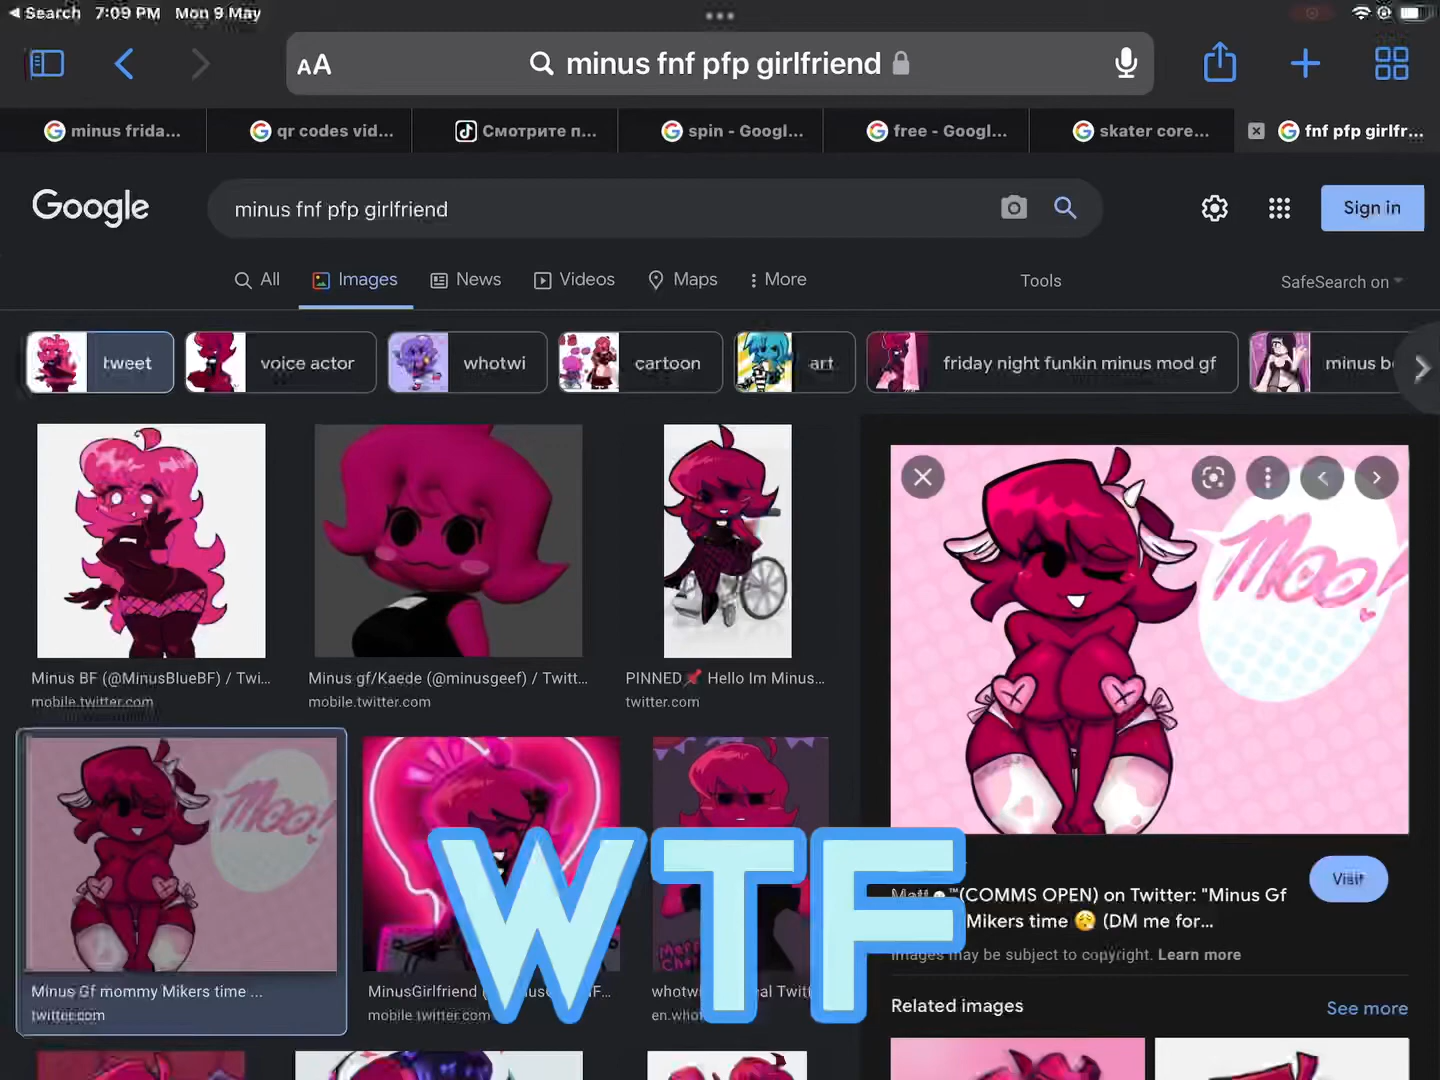 Search 7:09 PM Mon 9 May
AA minus fnf pfp girlfriend
minus frida...
qr codes vid...
Смотрите п...
spin - Googl...
free - Googl...
skater core...
fnf pfp girlfr...
Google
minus fnf pfp girlfriend
Sign in
All
Images
News
Videos
Maps
More
Tools
SafeSearch on
tweet
voice actor
whotwi
cartoon
art
friday night funkin minus mod gf
minus b
Moo!
Minus BF (@MinusBlueBF) / Twi...
mobile.twitter.com
Minus gf/Kaede (@minusgeef) / Twitt...
mobile.twitter.com
PINNED📌 Hello Im Minus...
twitter.com
Moo!
WTF
Visit
(COMMS OPEN) on Twitter: "Minus Gf
Mikers time 😌 (DM me for...
Images may be subject to copyright. Learn more
Minus Gf mommy Mikers time ...
twitter.com
MinusGirlfriend
mobile.twitter.com
Related images
See more